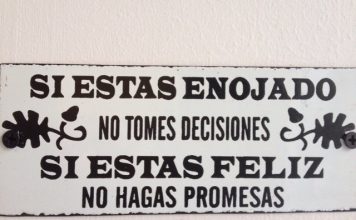 SI ESTAS ENOJADO
NO TOMES DECISIONES
SI ESTAS FELIZ
NO HAGAS PROMESAS